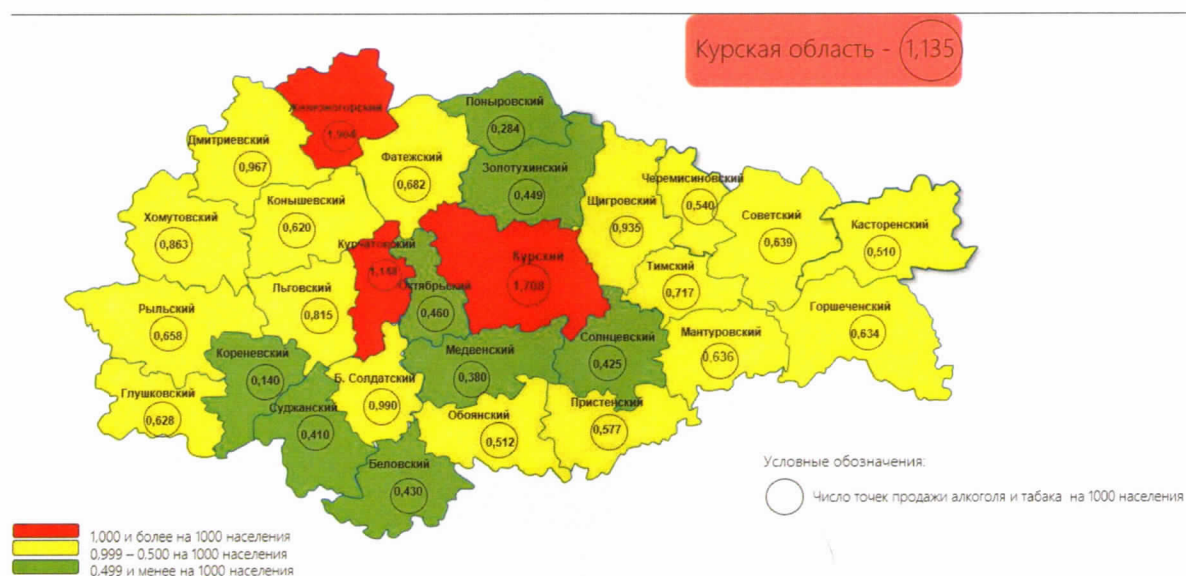 Курская область - 1,135
Железногорский
1,964
Поныровский
0,284
Дмитриевский
0,967
Фатежский
0,682
Золотухинский
0,449
Черемисиновский
0,540
Щигровский
0,935
Советский
0,639
Касторенский
0,510
Хомутовский
0,863
Конышевский
0,620
Курчатовский
1,148
Курский
1,708
Октябрьский
0,460
Тимский
0,717
Рыльский
0,658
Льговский
0,815
Горшеченский
0,634
Солнцевский
0,425
Мантуровский
0,636
Медвенский
0,380
Кореневский
0,140
Б. Солдатский
0,990
Глушковский
0,628
Суджанский
0,410
Обоянский
0,512
Пристенский
0,577
Беловский
0,430
Условные обозначения:
Число точек продажи алкоголя и табака на 1000 населения
1,000 и более на 1000 населения
0,999 – 0,500 на 1000 населения
0,499 и менее на 1000 населения